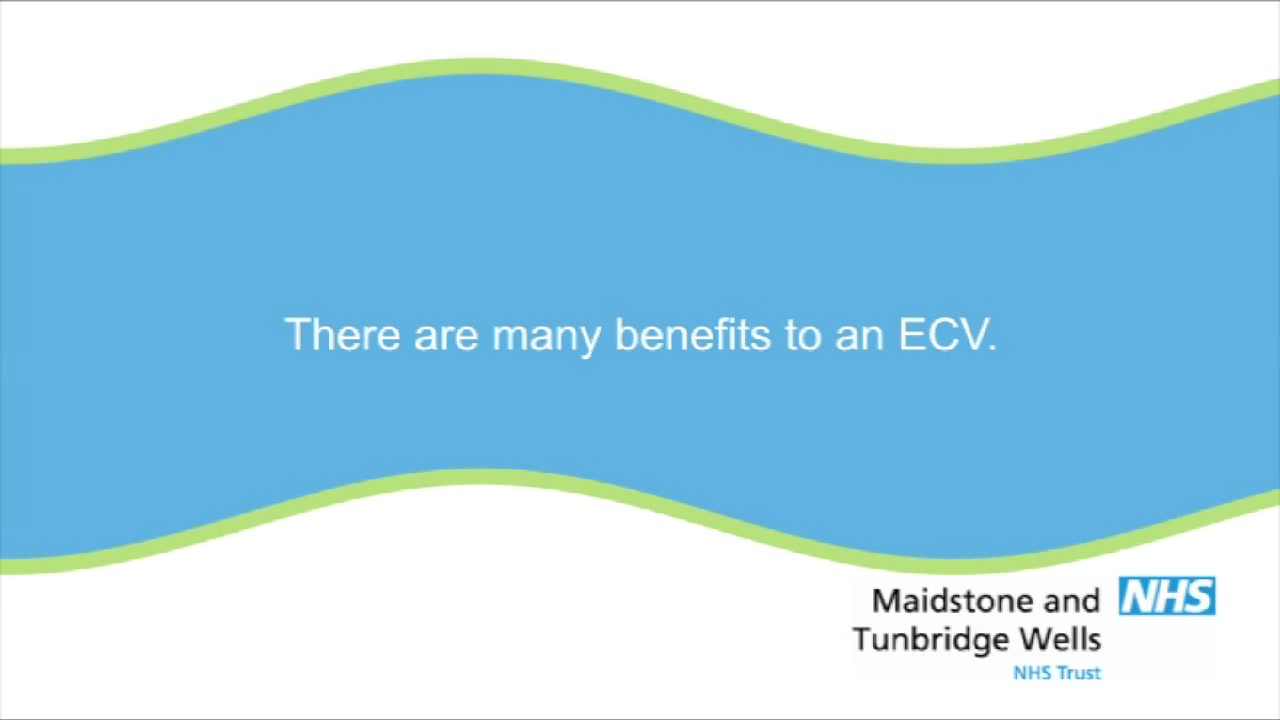 There are many benefits to an ECV.
Maidstone and NHS
Tunbridge Wells
NHS Trust